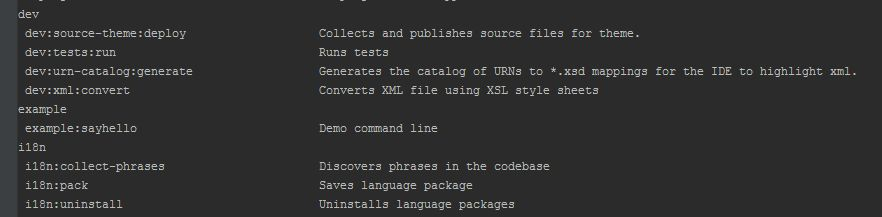 dev
dev:source-theme:deploy Collects and publishes source files for theme.
dev:tests:run Runs tests
dev:urn-catalog:generate Generates the catalog of URNs to *.xsd mappings for the IDE to highlight xml.
dev:xml:convert Converts XML file using XSL style sheets
example
example:sayhello Demo command line
i18n
i18n:collect-phrases Discovers phrases in the codebase
i18n:pack Saves language package
i18n:uninstall Uninstalls language packages